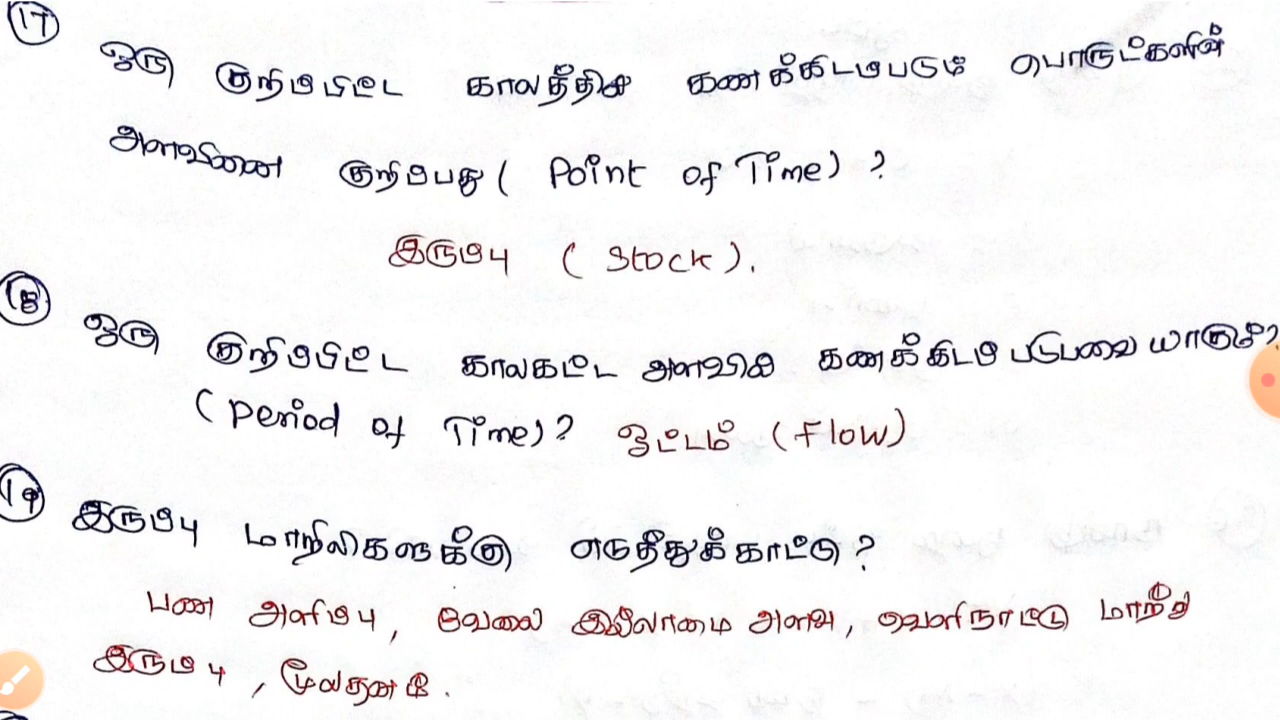 17
ஒரு குறிப்பிட்ட காலத்தில் கணக்கிடப்படும் பொருட்களின்
அளவினை குறிப்பது ( Point of Time) ?
இருப்பு ( Stock ).
18
ஒரு குறிப்பிட்ட காலகட்ட அளவில் கணக்கிடப் படுபவை யாகும்?
( Period of Time)? ஓட்டம் ( Flow )
19
இருப்பு மாறிலிகளுக்கு எடுத்துக்காட்டு ?
பண அளிப்பு , வேலை இல்லாமை அளவு , வெளிநாட்டு மாற்று
இருப்பு , மூலதனம் .